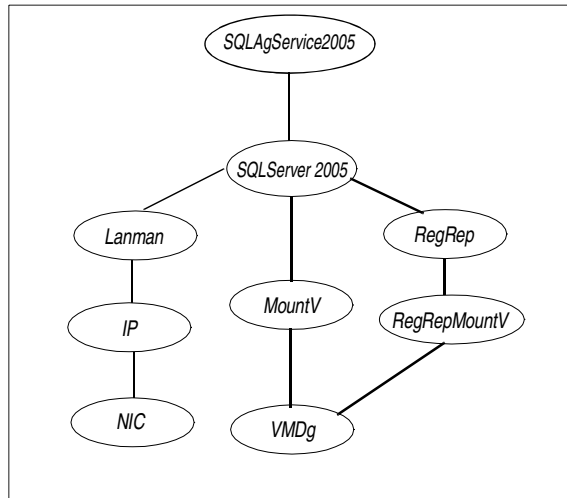 SQLAgService2005
SQLServer 2005
Lanman
RegRep
MountV
IP
RegRepMountV
NIC
VMDg